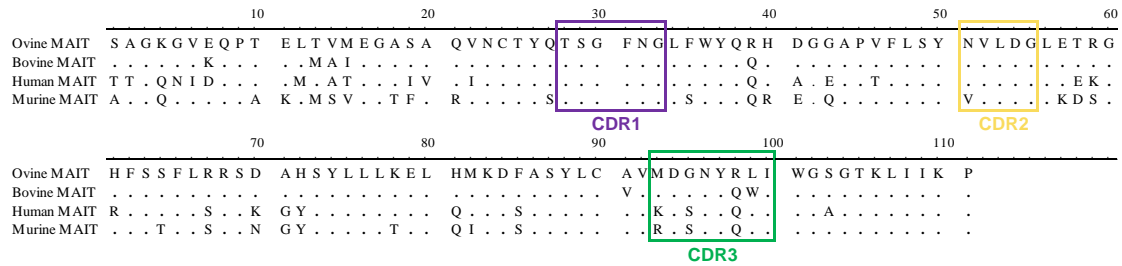 10 20 30 40 50 60
Ovine MAIT S A G K G V E Q P T E L T V M E G A S A Q V N C T Y Q T S G F N G L F W Y Q R H D G G A P V F L S Y N V L D G L E T R G
Bovine MAIT . . . . . . K . . . . . M A I . . . . . . . . . . . . . . . . . . . . . . . Q . . . . . . . . . . . . . . . . . . . . .
Human MAIT T T . Q N I D . . . . M . A T . . . I V . I . . . . . . . . . . . . . . . . Q . A . E . . T . . . . . . . . . . . E K .
Murine MAIT A . . Q . . . . . A K . M S V . . T F . R . . . . . S . . . . . . . S . . . Q R E . Q . . . . . . . V . . . . . K D S .
CDR1 CDR2
70 80 90 100 110
Ovine MAIT H F S S F L R R S D A H S Y L L L K E L H M K D F A S Y L C A V M D G N Y R L I W G S G T K L I I K P
Bovine MAIT . . . . . . . . . . . . . . . . . . . . . . . . . . . . . . V . . . . . . Q W . . . . . . . . . . . .
Human MAIT R . . . . . S . . K G Y . . . . . . . . Q . . . S . . . . . . . K . S . . Q . . . . A . . . . . . . .
Murine MAIT . . . T . . S . . N G Y . . . . . T . . Q I . . S . . . . . . . R . S . . Q . . . . . . . . . . . . .
CDR3